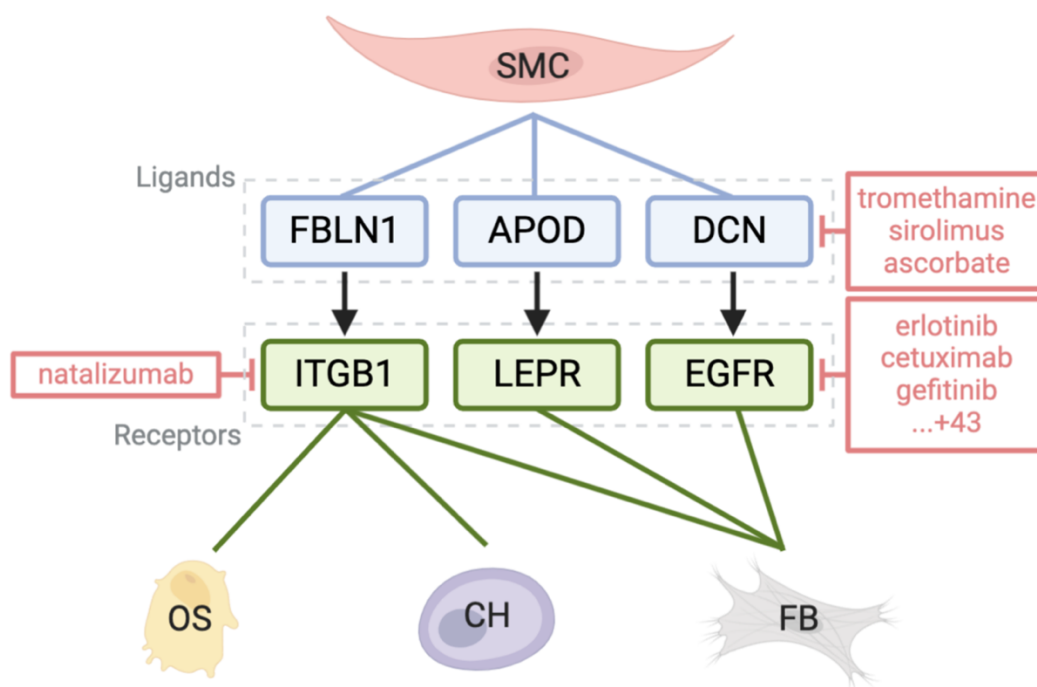 SMC
Ligands
FBLN1
APOD
DCN
tromethamine
sirolimus
ascorbate
natalizumab
ITGB1
LEPR
EGFR
erlotinib
cetuximab
gefitinib
...+43
Receptors
OS
CH
FB